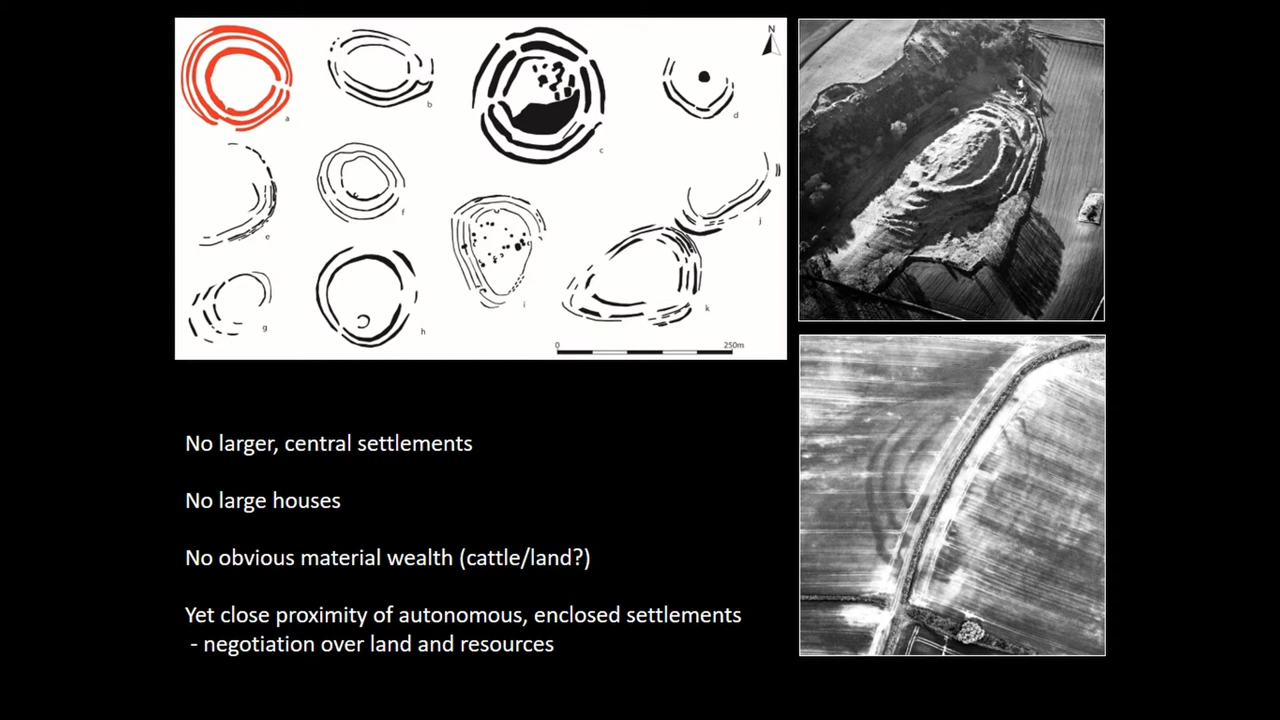 N
a
b
c
d
e
f
g
h
i
j
k
0
250m
No larger, central settlements
No large houses
No obvious material wealth (cattle/land?)
Yet close proximity of autonomous, enclosed settlements
- negotiation over land and resources